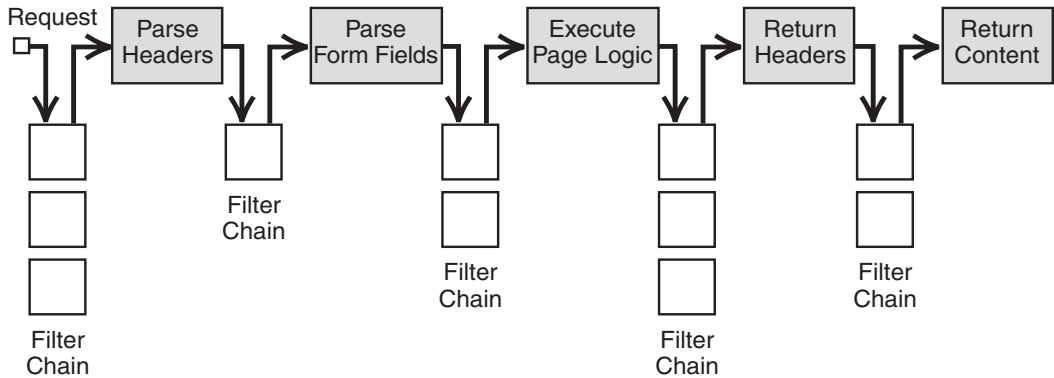 Request
Parse
Headers
Parse
Form Fields
Execute
Page Logic
Return
Headers
Return
Content
Filter
Chain
Filter
Chain
Filter
Chain
Filter
Chain
Filter
Chain